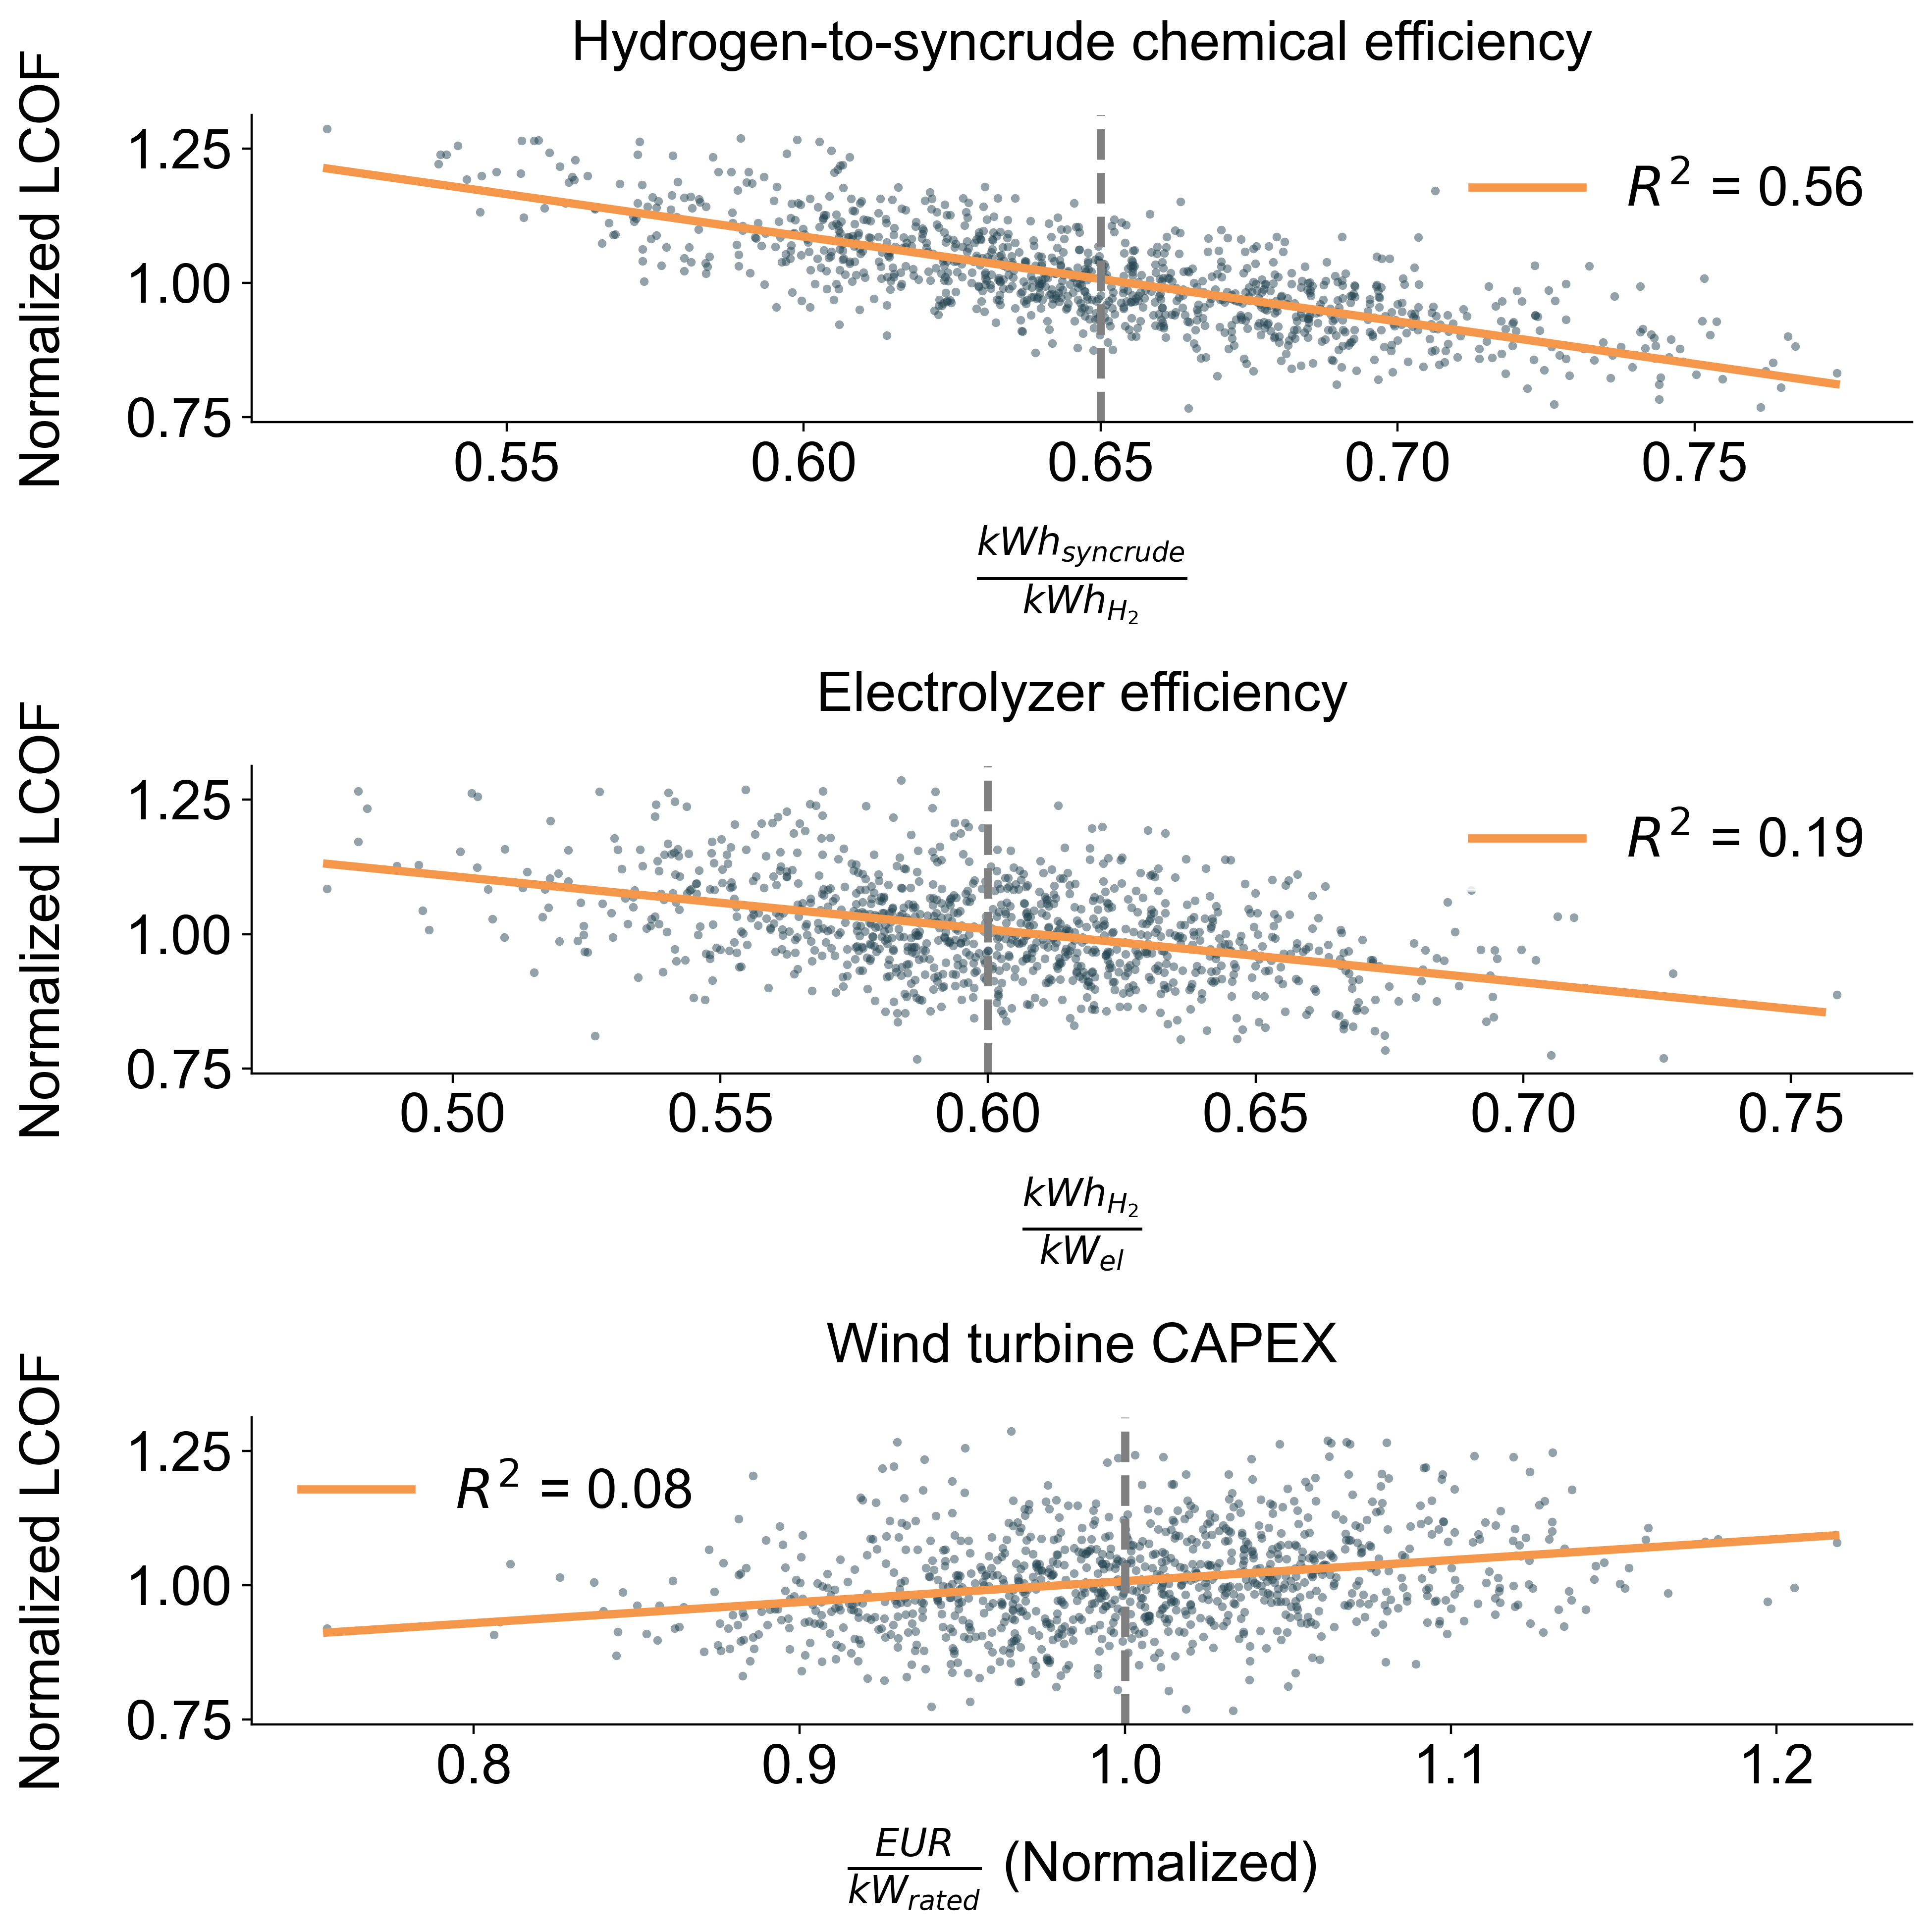 Hydrogen-to-syncrude chemical efficiency
Normalized LCOF
1.25
1.00
0.75
R² = 0.56
0.55 0.60 0.65 0.70 0.75
kWh_syncrude
kWh_H₂
Electrolyzer efficiency
Normalized LCOF
1.25
1.00
0.75
R² = 0.19
0.50 0.55 0.60 0.65 0.70 0.75
kWh_H₂
kW_el
Wind turbine CAPEX
Normalized LCOF
1.25
1.00
0.75
R² = 0.08
0.8 0.9 1.0 1.1 1.2
EUR
kW_rated (Normalized)